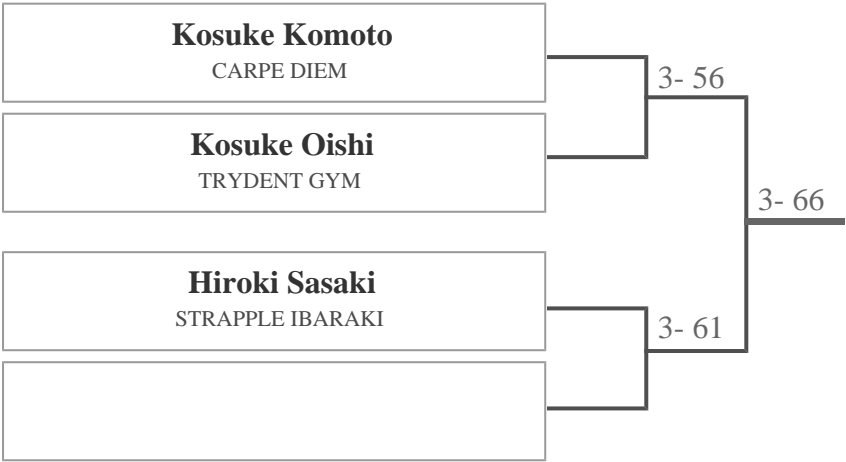 Kosuke Komoto
CARPE DIEM
3- 56
Kosuke Oishi
TRYDENT GYM
3- 66
Hiroki Sasaki
STRAPPLE IBARAKI
3- 61